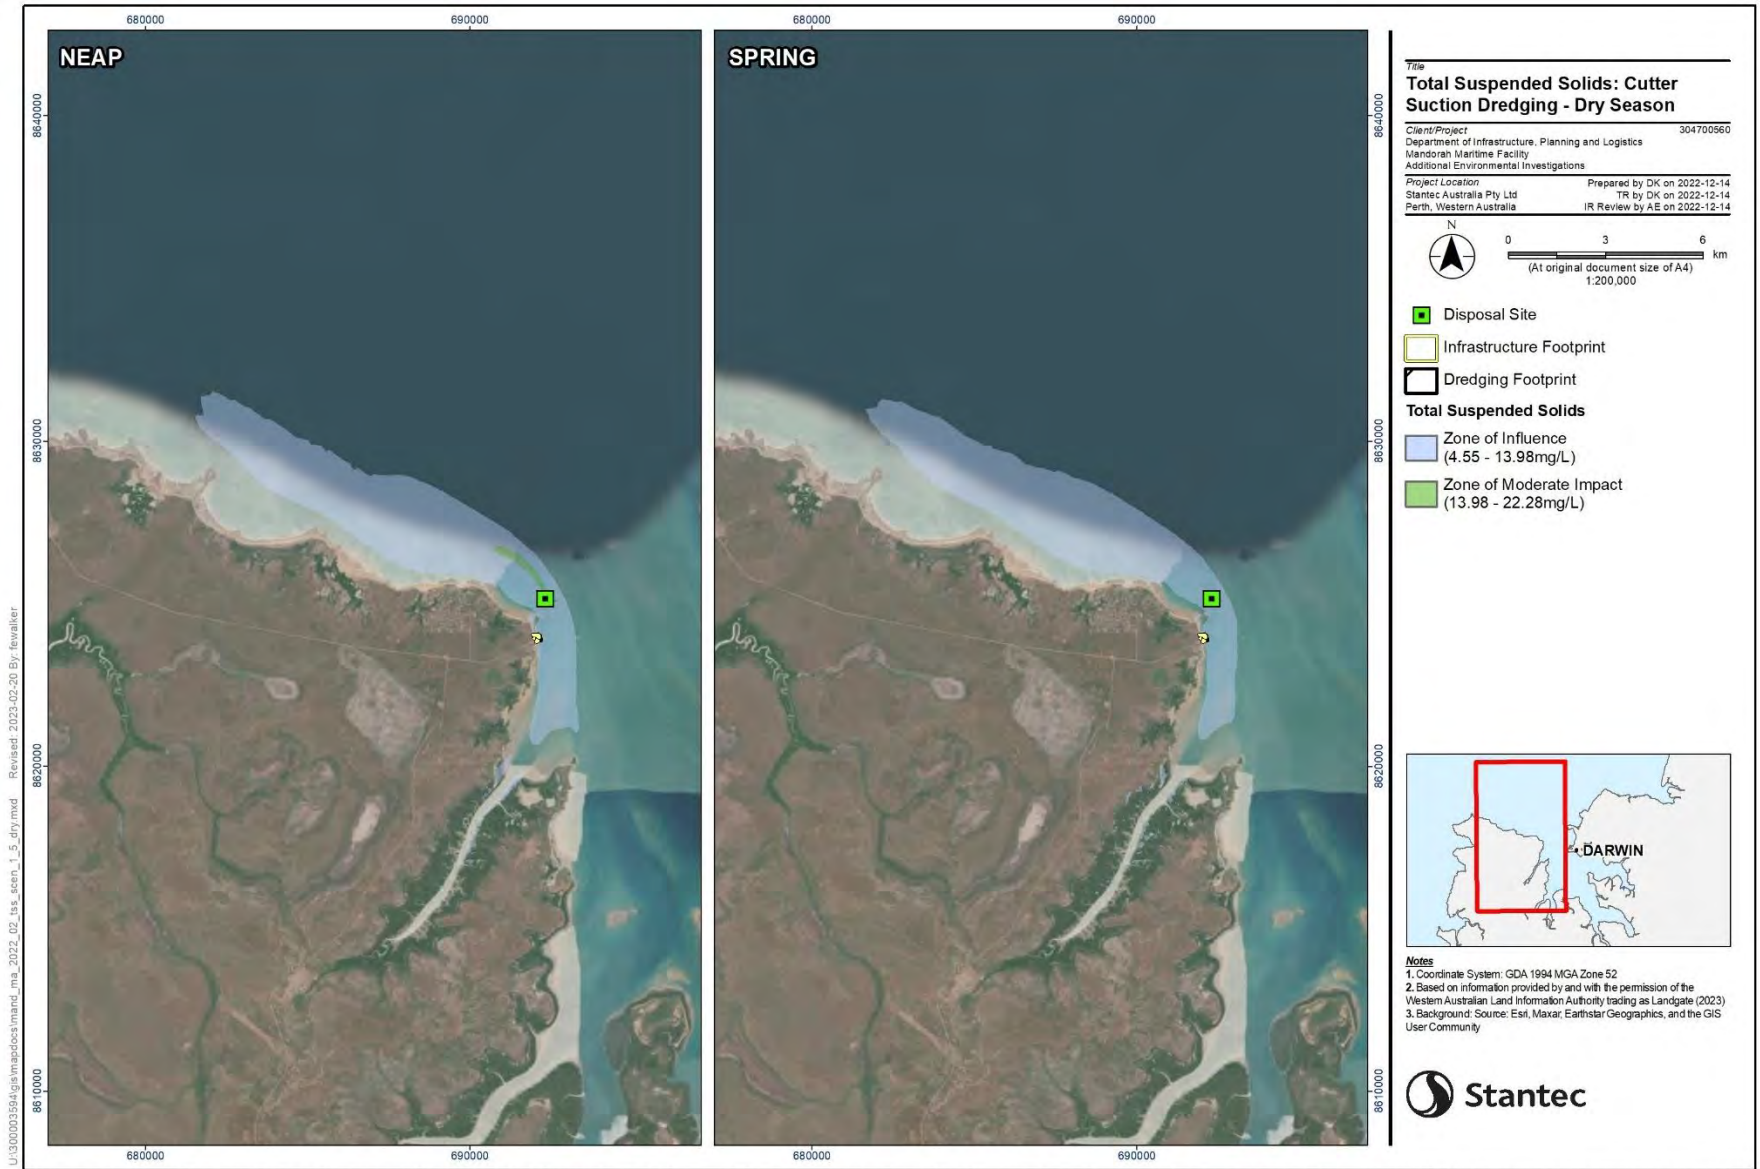 680000
690000
680000
690000
NEAP
SPRING
8640000
8630000
8620000
8610000
8640000
8630000
8620000
8610000
680000
690000
680000
690000
Title
Total Suspended Solids: Cutter
Suction Dredging - Dry Season
Client/Project 304700560
Department of Infrastructure, Planning and Logistics
Mandorah Maritime Facility
Additional Environmental Investigations
Project Location Prepared by DK on 2022-12-14
Stantec Australia Pty Ltd TR by DK on 2022-12-14
Perth, Western Australia IR Review by AE on 2022-12-14
N
0 3 6
km
(At original document size of A4)
1:200,000
Disposal Site
Infrastructure Footprint
Dredging Footprint
Total Suspended Solids
Zone of Influence
(4.55 - 13.98mg/L)
Zone of Moderate Impact
(13.98 - 22.28mg/L)
DARWIN
Notes
1. Coordinate System: GDA 1994 MGA Zone 52
2. Based on information provided by and with the permission of the
Western Australian Land Information Authority trading as Landgate (2023)
3. Background: Source: Esri, Maxar, Earthstar Geographics, and the GIS
User Community
Stantec
U:\300003594\gis\mapdocs\mand_ma_2022_02_tss_scen_1_5_dry.mxd Revised: 2023-02-20 By: fewalker